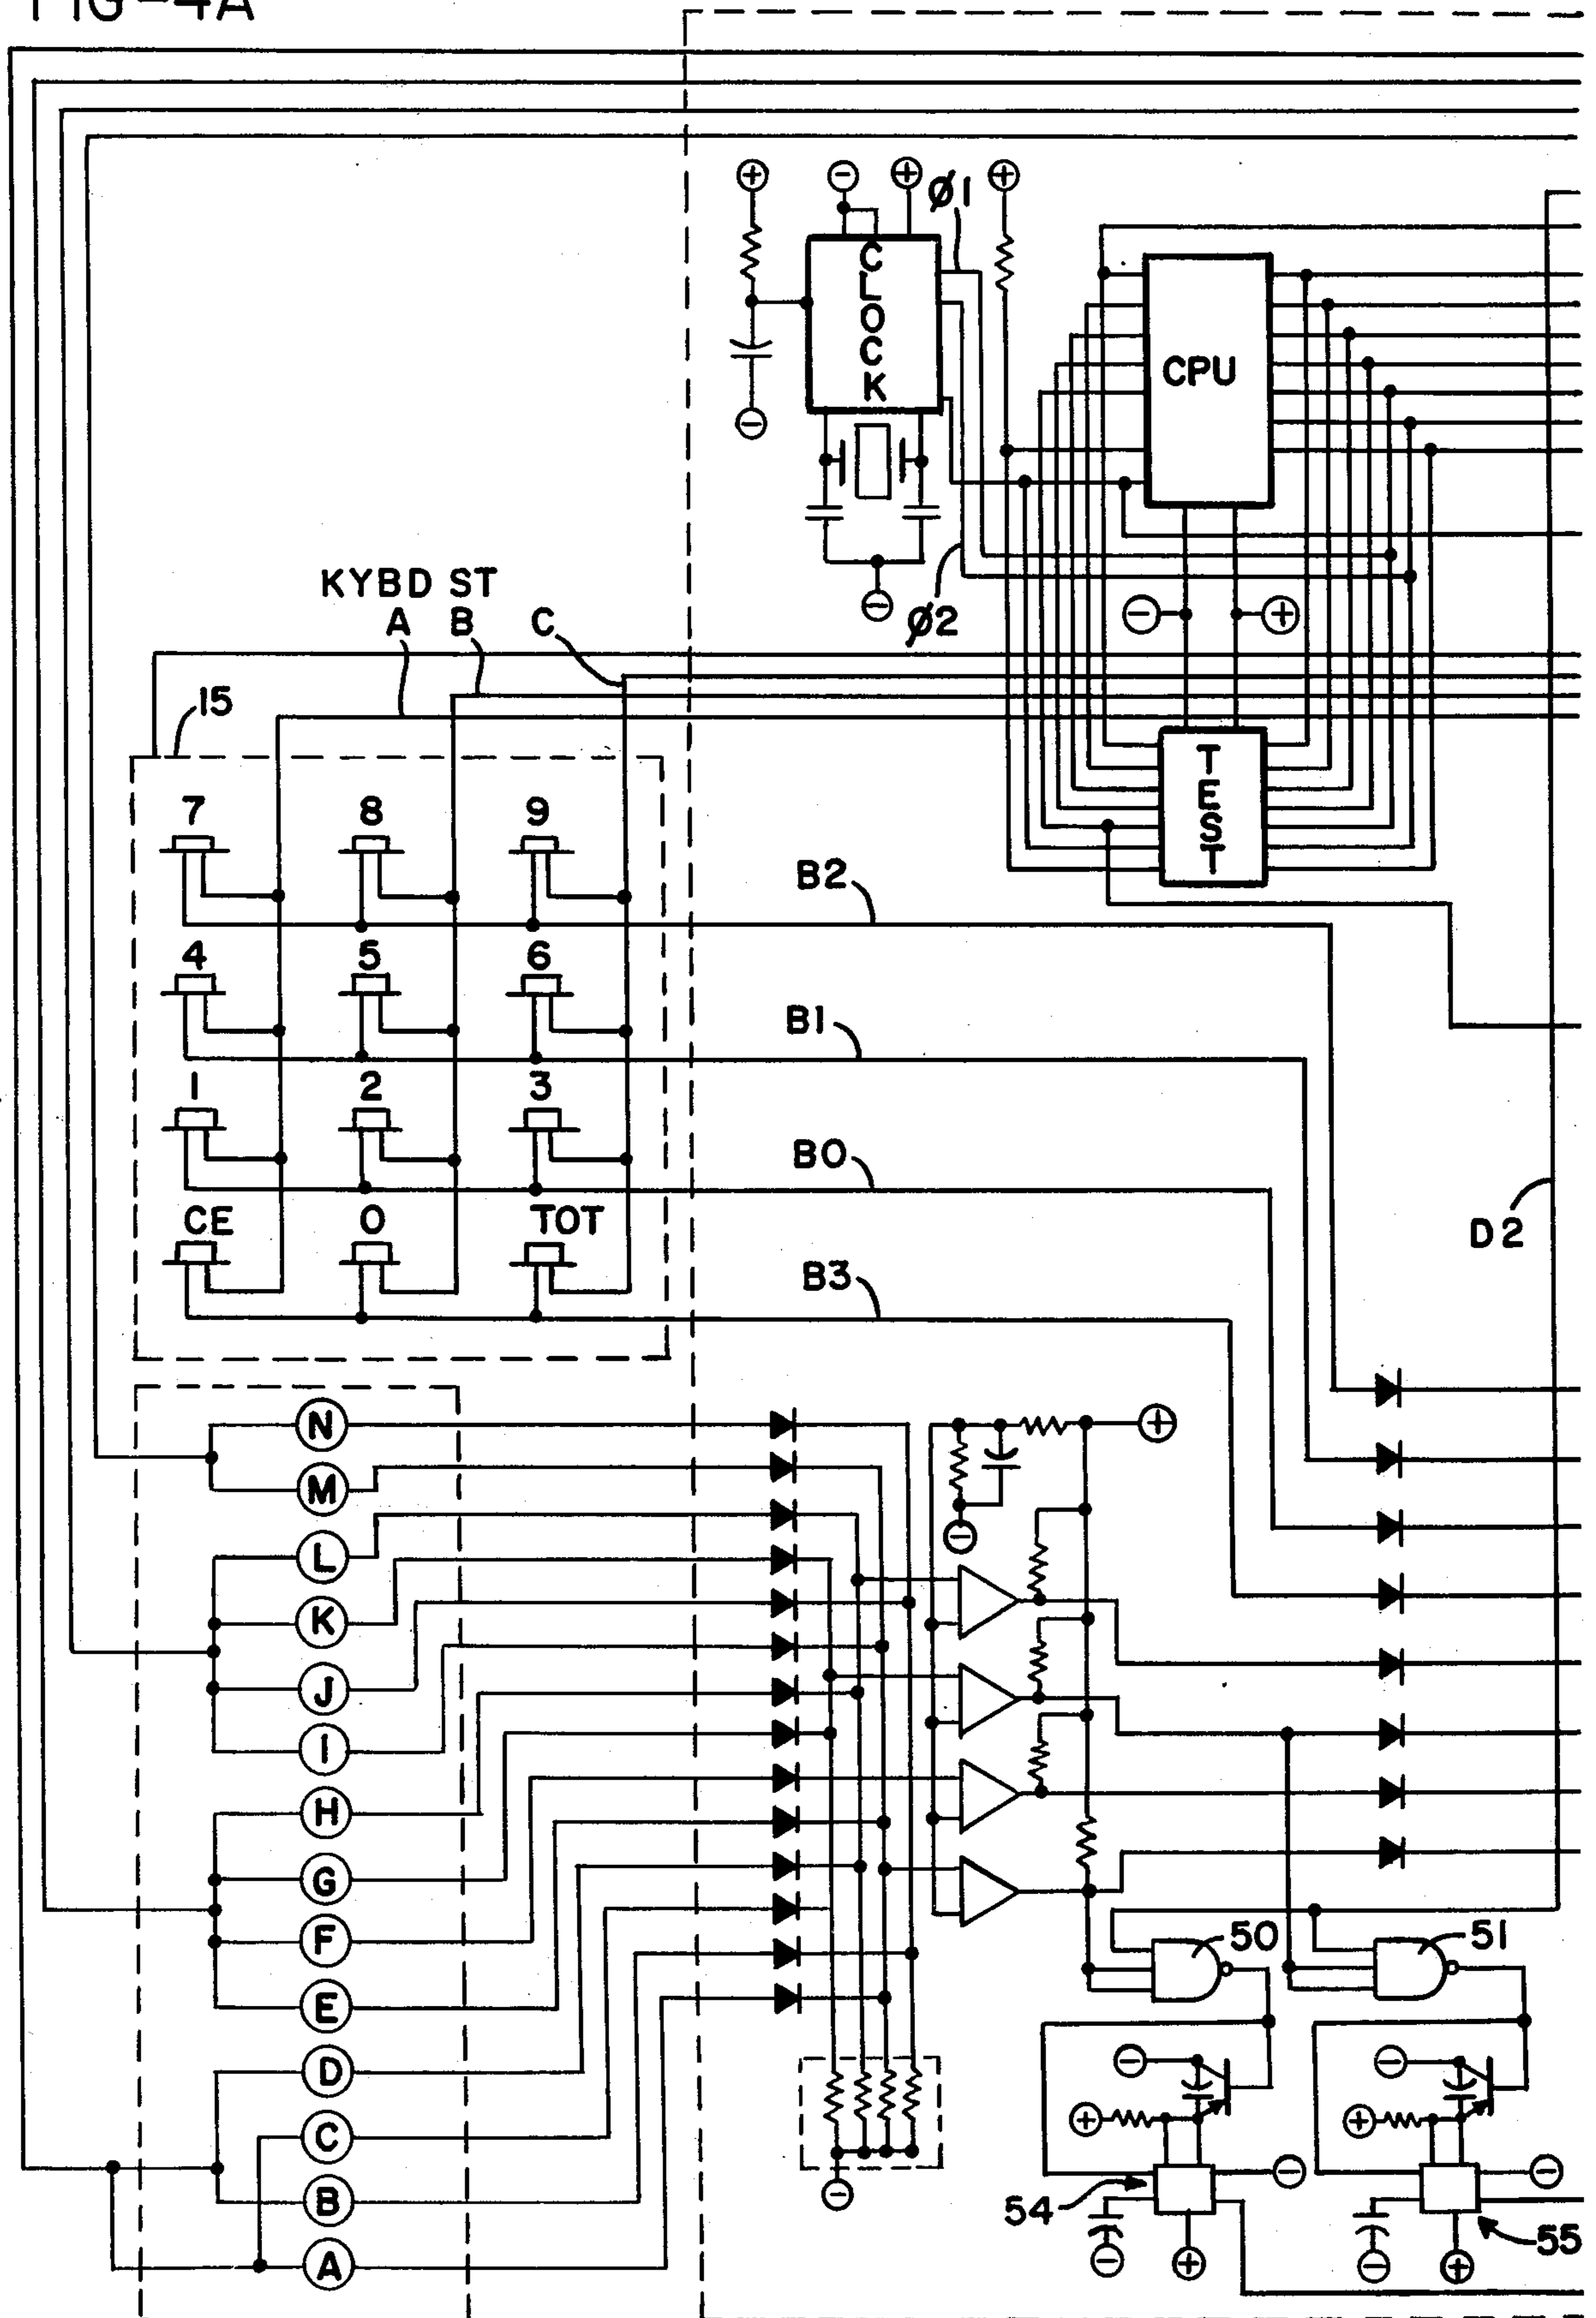 FIG-4A
Ø1
CLOCK
CPU
Ø2
KYBD ST
A B C
15
TEST
7 8 9
B2
4 5 6
B1
1 2 3
B0
CE 0 TOT
B3
D2
N
M
L
K
J
I
H
G
F
E
D
C
B
A
50
51
54
55